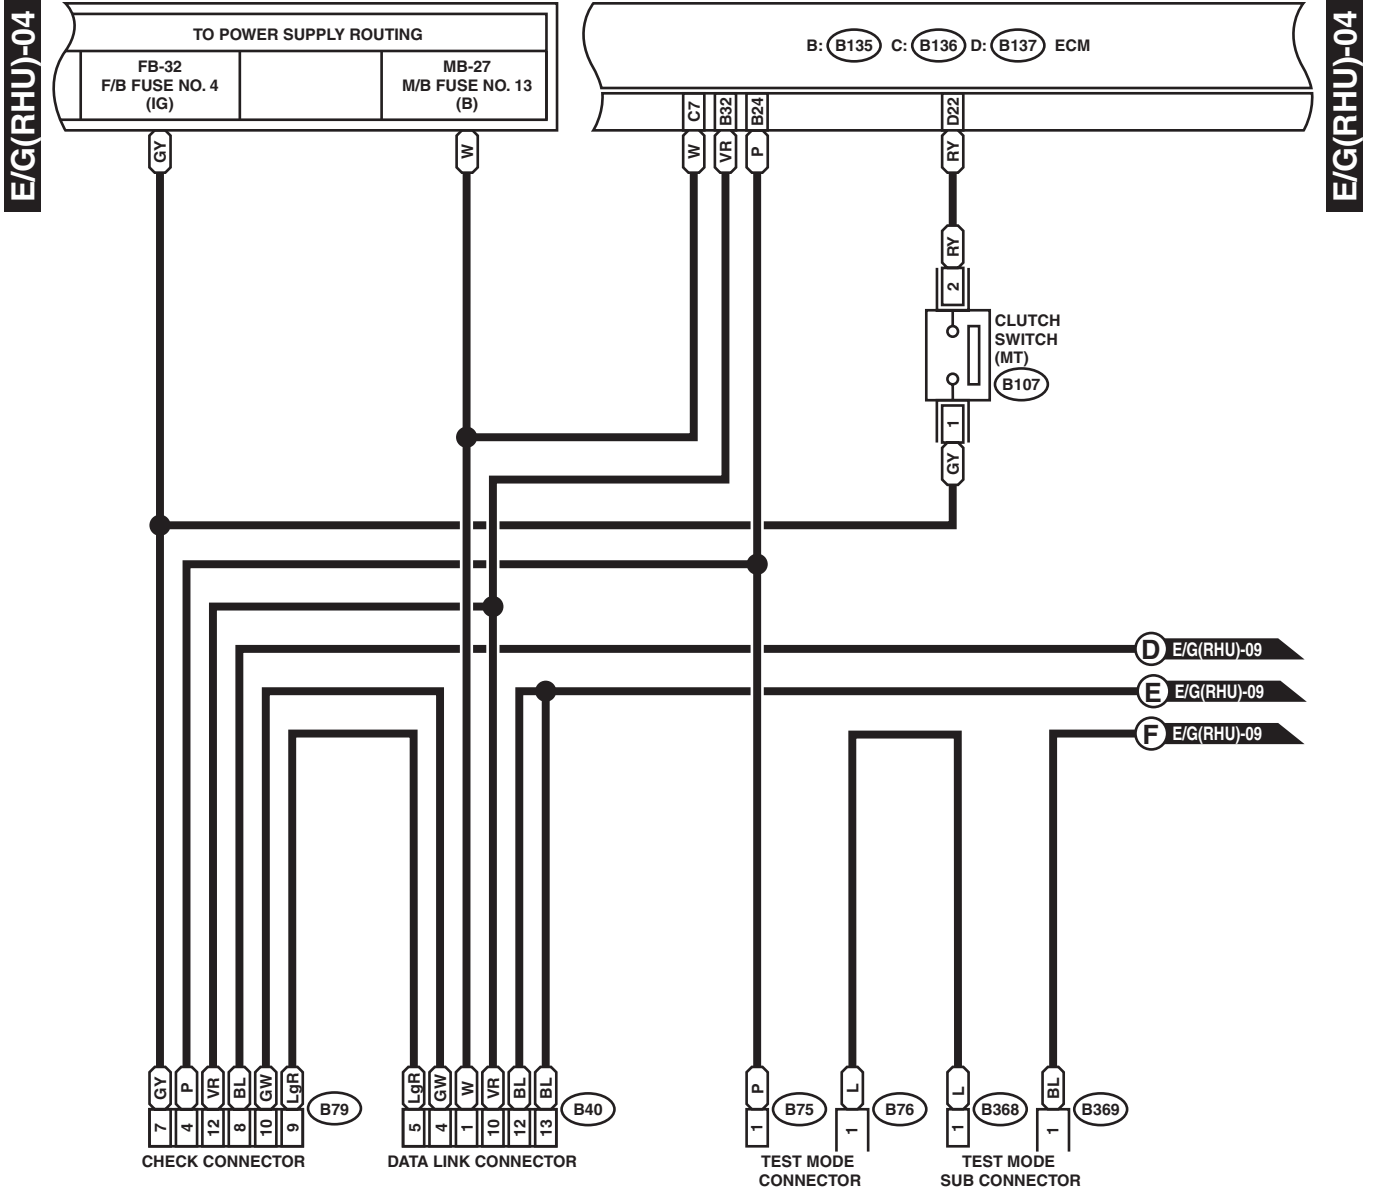 E/G(RHU)-04
E/G(RHU)-04
TO POWER SUPPLY ROUTING
FB-32
F/B FUSE NO. 4
(IG)
MB-27
M/B FUSE NO. 13
(B)
B: B135 C: B136 D: B137 ECM
C7 B32 B24 D22
GY W W VR P RY
RY
2
CLUTCH
SWITCH
(MT)
B107
1
GY
D E/G(RHU)-09
E E/G(RHU)-09
F E/G(RHU)-09
GY P VR BL GW LgR
7 4 12 8 10 9
B79
CHECK CONNECTOR
LgR GW W VR BL BL
5 4 1 10 12 13
B40
DATA LINK CONNECTOR
P L
1 B75 1 B76
TEST MODE
CONNECTOR
L BL
1 B368 1 B369
TEST MODE
SUB CONNECTOR